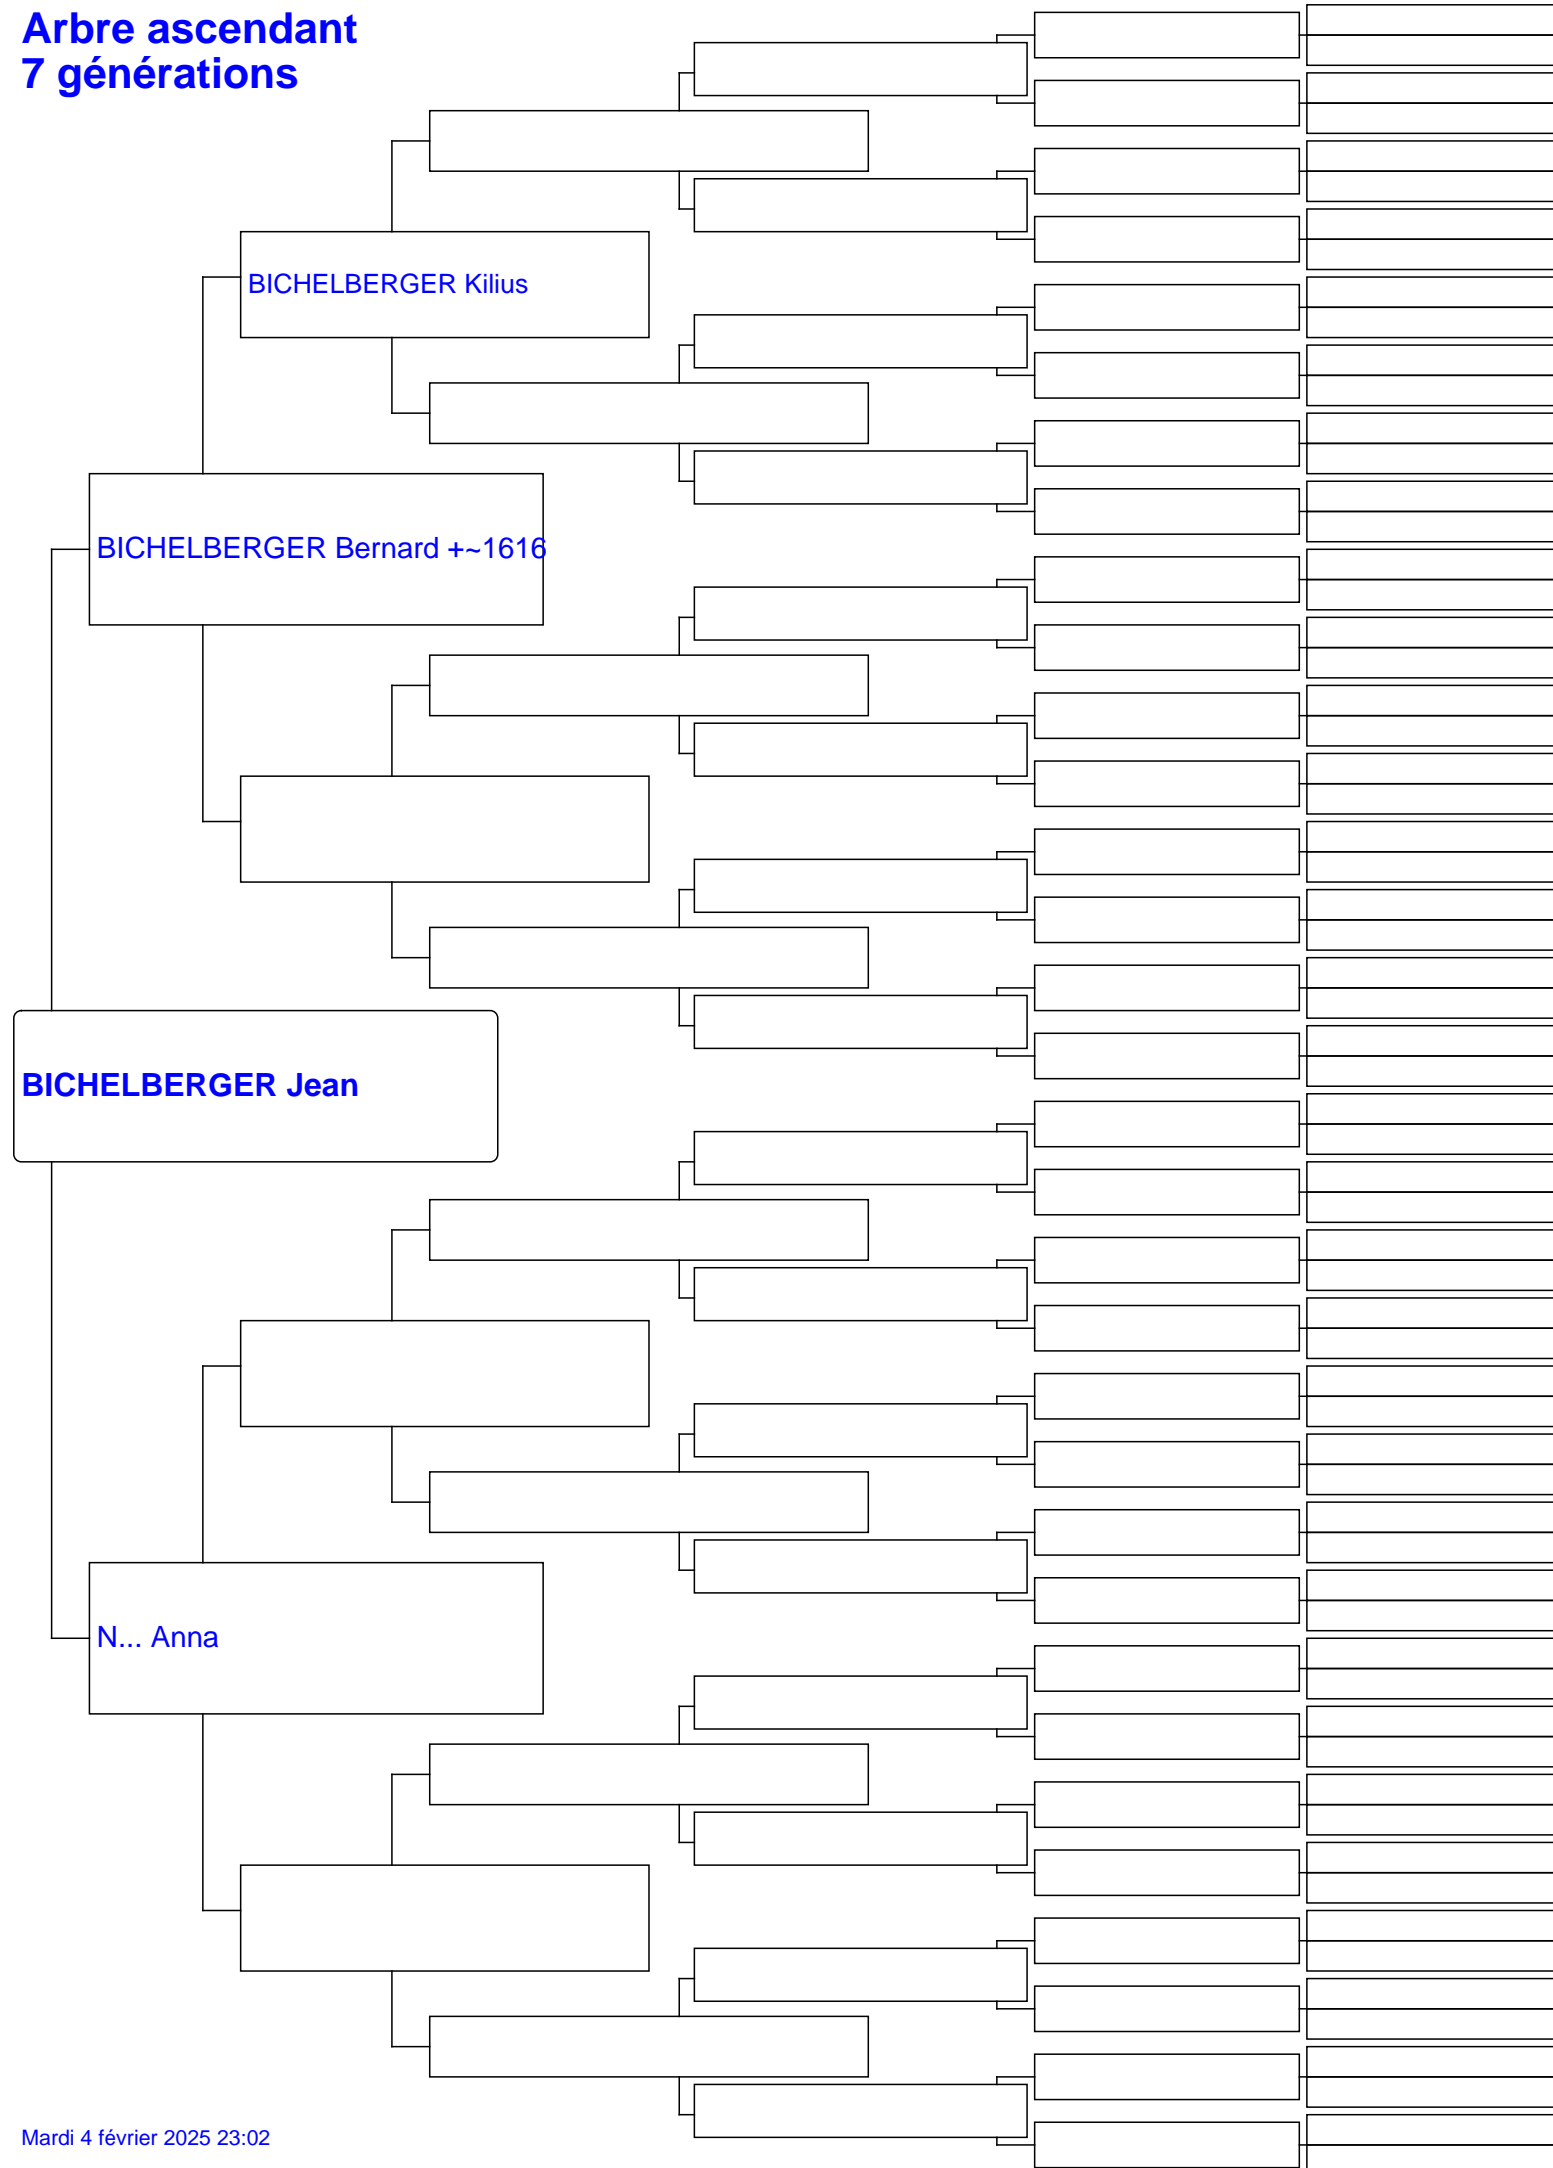 Arbre ascendant
7 générations
BICHELBERGER Kilius
BICHELBERGER Bernard +~1616
BICHELBERGER Jean
N... Anna
Mardi 4 février 2025 23:02